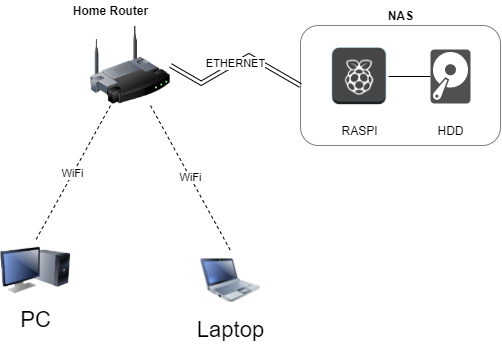 Home Router
NAS
ETHERNET
RASPI
HDD
WiFi
WiFi
PC
Laptop